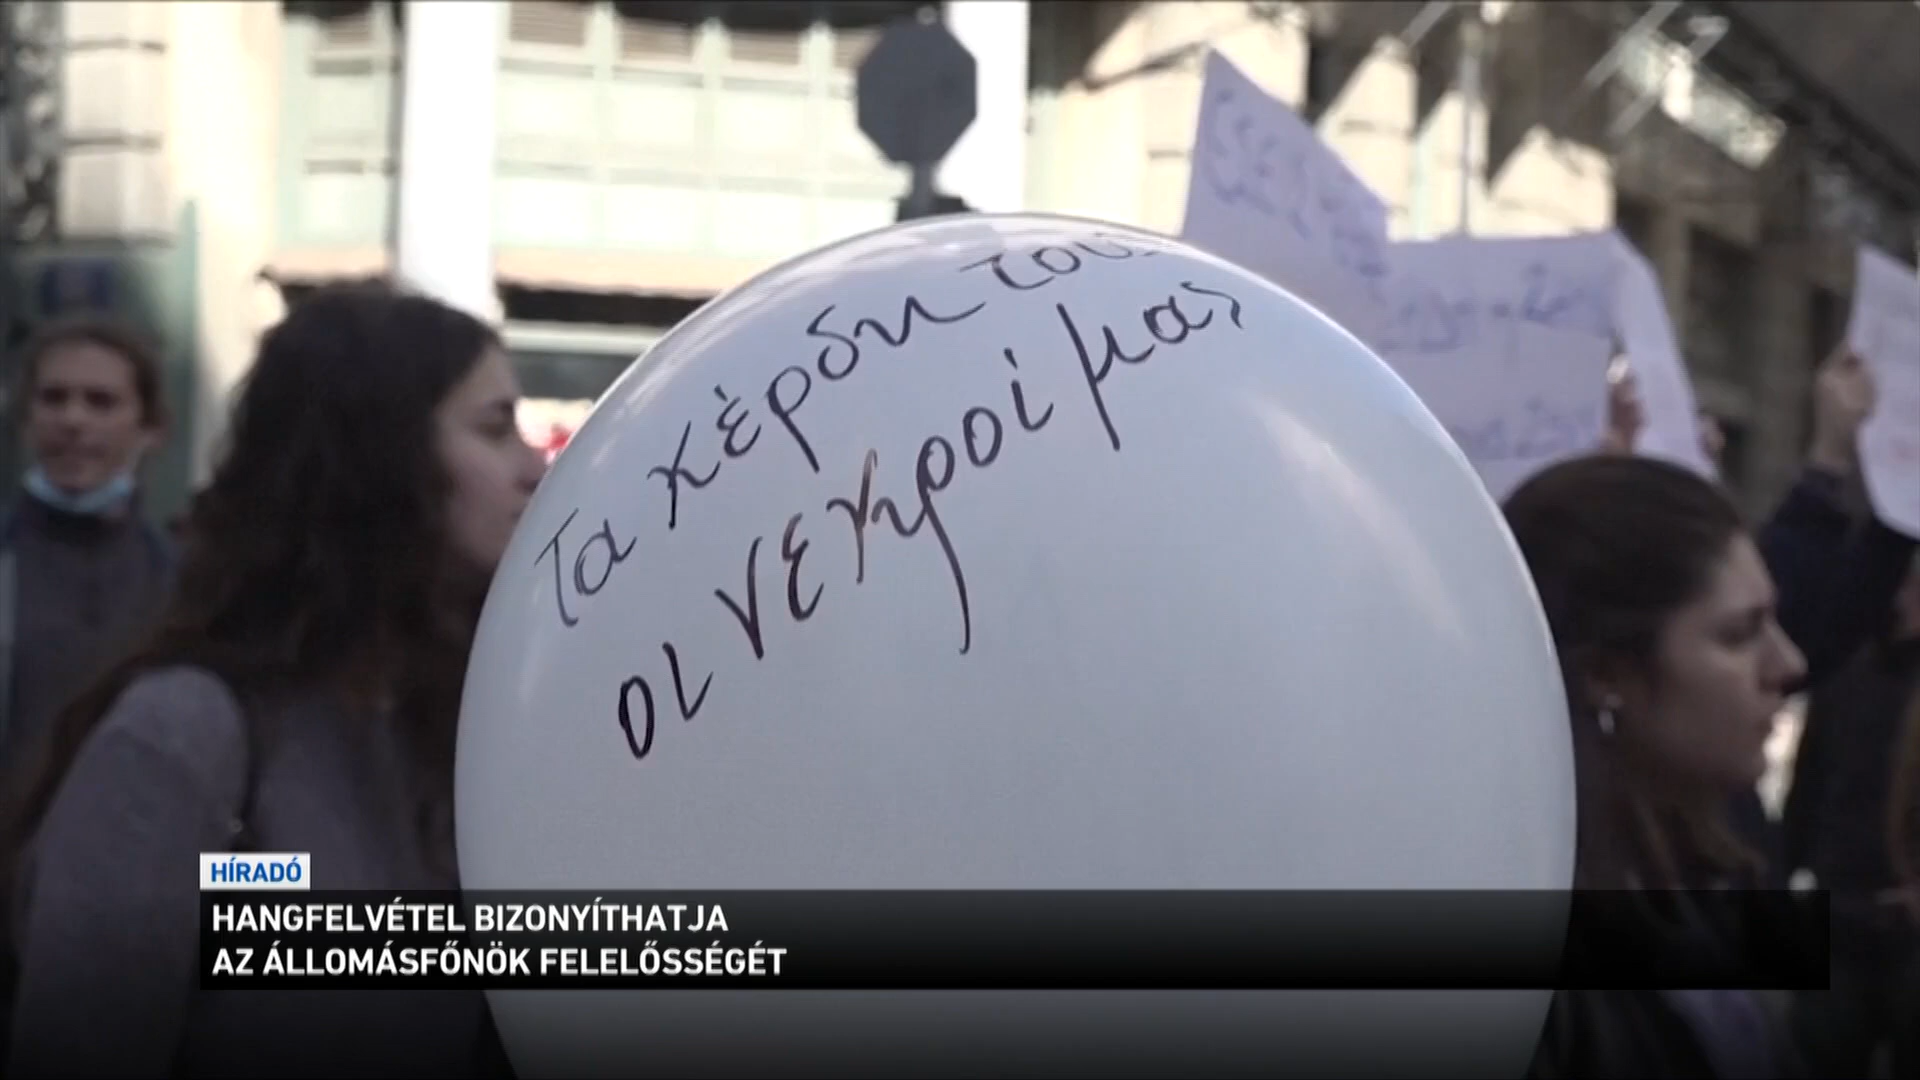 Τα κέρδη τους
οι νεκροί μας
HÍRADÓ
HANGFELVÉTEL BIZONYÍTHATJA
AZ ÁLLOMÁSFŐNÖK FELELŐSSÉGÉT